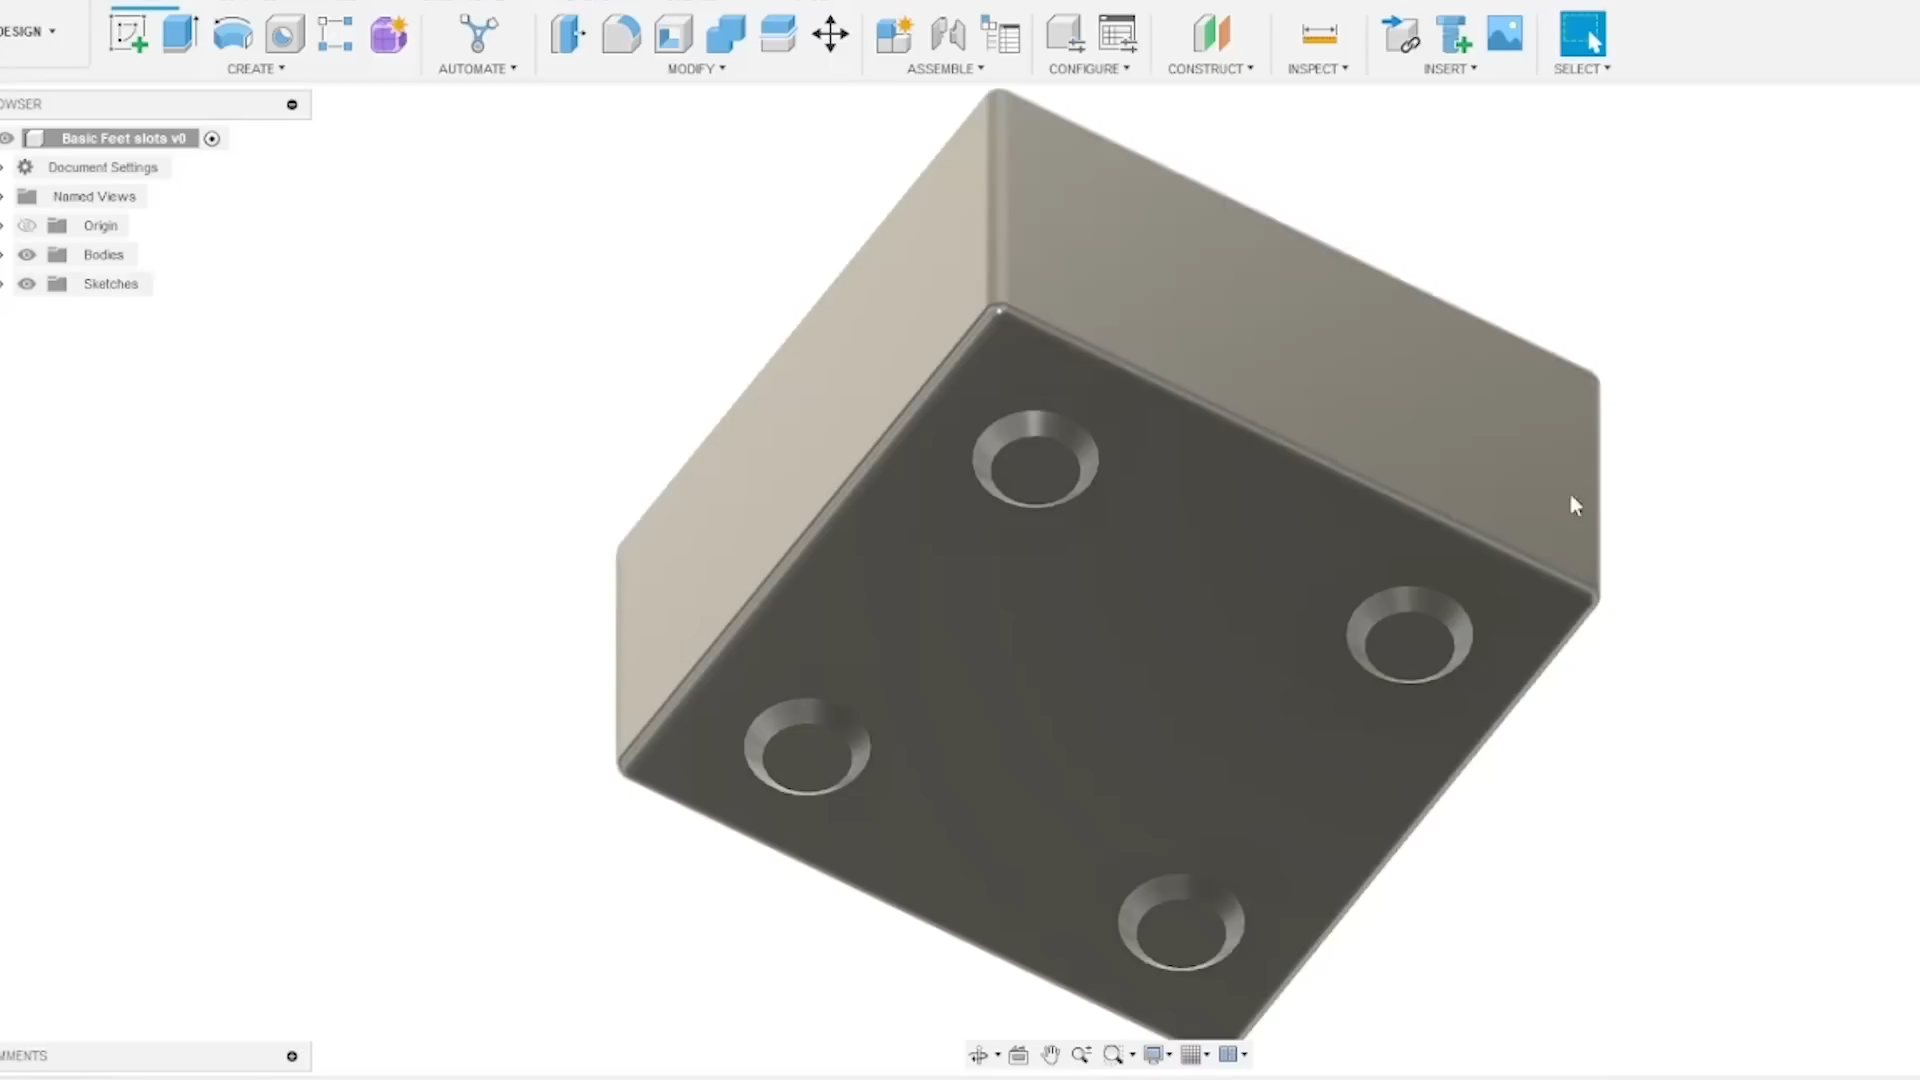 DESIGN
CREATE
AUTOMATE
MODIFY
ASSEMBLE
CONFIGURE
CONSTRUCT
INSPECT
INSERT
SELECT
OWSER
Basic Feet slots v0
Document Settings
Named Views
Origin
Bodies
Sketches
MMENTS